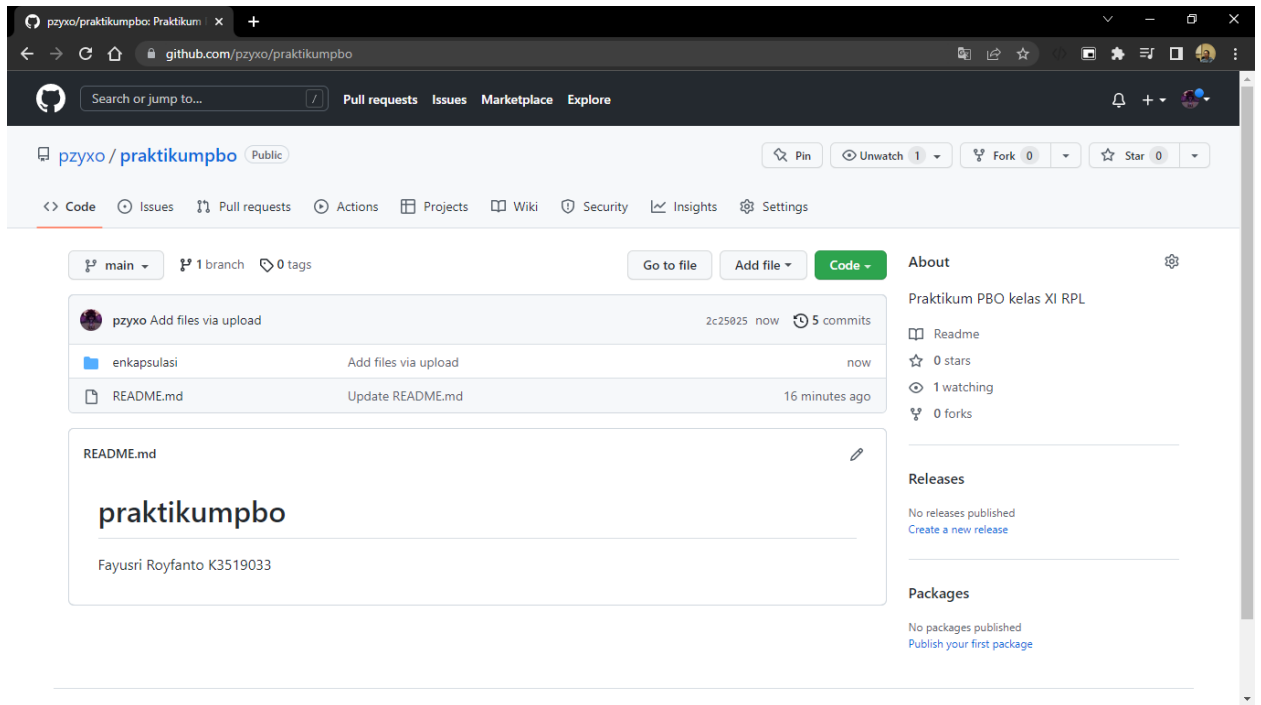 pzyxo/praktikumpbo: Praktikum
github.com/pzyxo/praktikumpbo
Search or jump to... / Pull requests Issues Marketplace Explore
pzyxo / praktikumpbo Public Pin Unwatch 1 Fork 0 Star 0
Code Issues Pull requests Actions Projects Wiki Security Insights Settings
main 1 branch 0 tags Go to file Add file Code
pzyxo Add files via upload 2c25025 now 5 commits
enkapsulasi Add files via upload now
README.md Update README.md 16 minutes ago
README.md
praktikumpbo
Fayusri Royfanto K3519033
About
Praktikum PBO kelas XI RPL
Readme
0 stars
1 watching
0 forks
Releases
No releases published
Create a new release
Packages
No packages published
Publish your first package